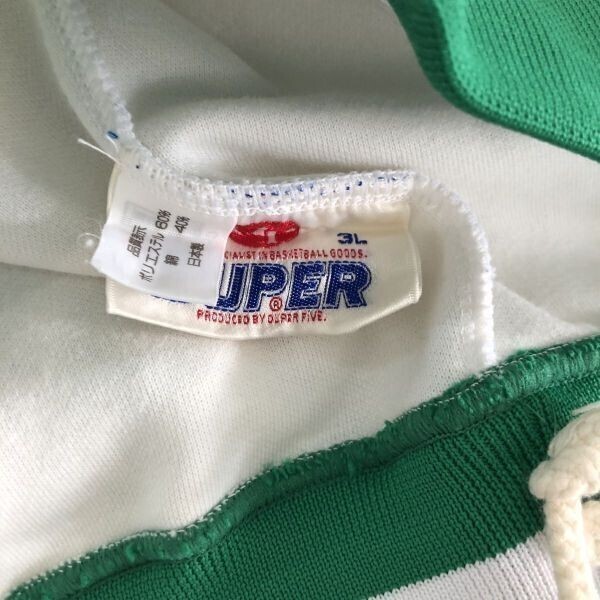 品質表示
ポリエステル 60%
綿 40%
日本製
3L
CIALIST IN BASKETBALL GOODS.
UPER®
PRODUCED BY SUPER FIVE.